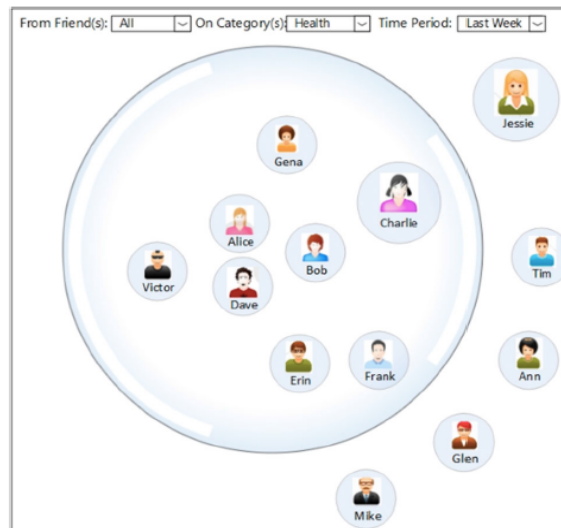 From Friend(s): All On Category(s): Health Time Period: Last Week
Jessie
Gena
Charlie
Alice
Bob
Tim
Victor
Dave
Erin
Frank
Ann
Glen
Mike